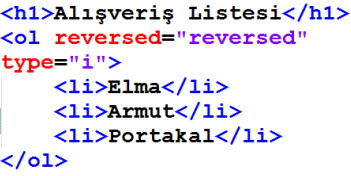 <h1>Alışveriş Listesi</h1>
<ol reversed="reversed"
type="i">
<li>Elma</li>
<li>Armut</li>
<li>Portakal</li>
</ol>